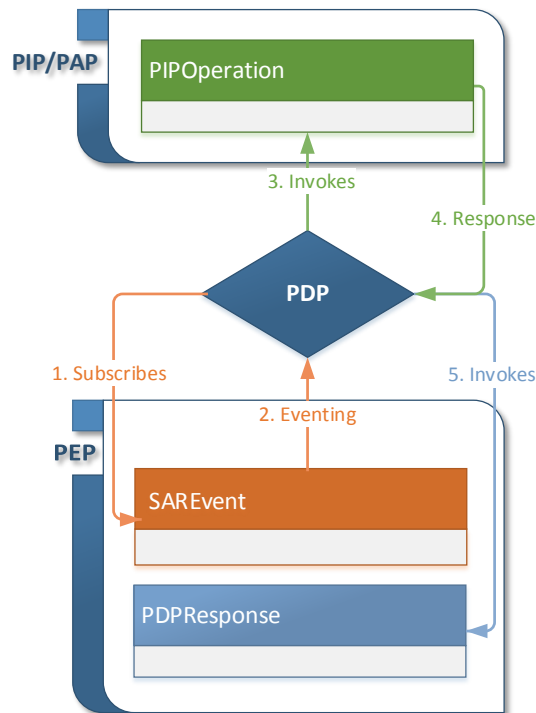 PIP/PAP
PIPOperation
3. Invokes
4. Response
PDP
1. Subscribes
5. Invokes
2. Eventing
PEP
SAREvent
PDPResponse